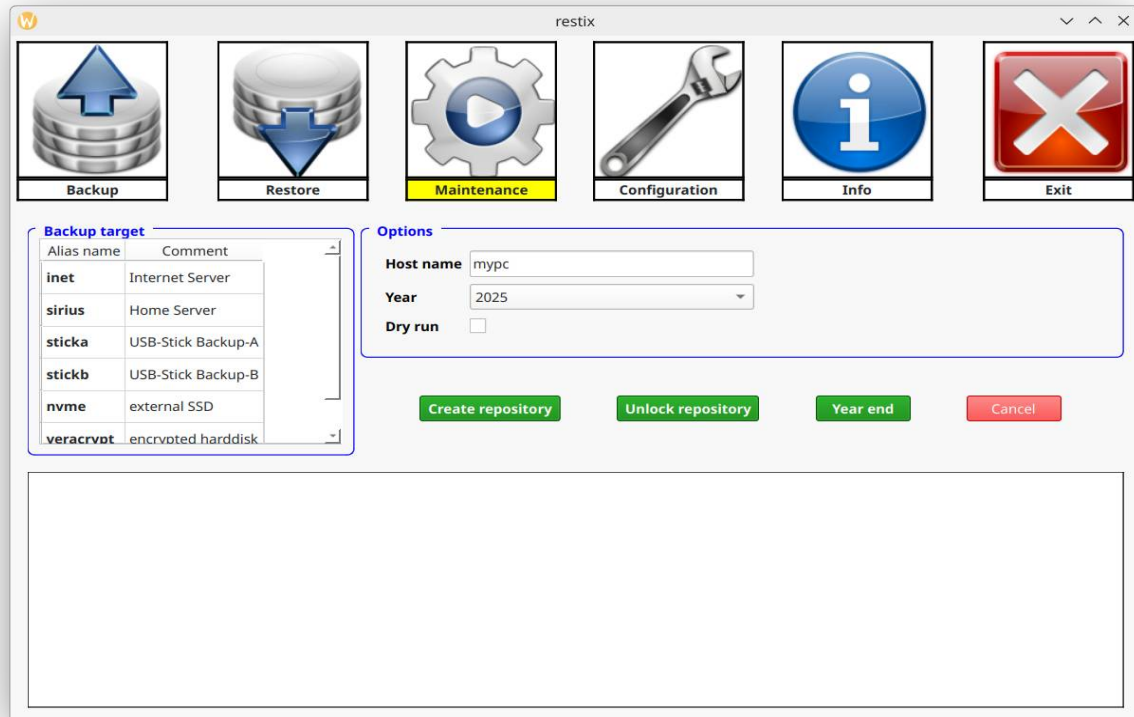 W
restix
Backup Restore Maintenance Configuration Info Exit
Backup target
Alias name Comment
inet Internet Server
sirius Home Server
sticka USB-Stick Backup-A
stickb USB-Stick Backup-B
nvme external SSD
veracrypt encrypted harddisk
Options
Host name mypc
Year 2025
Dry run
Create repository Unlock repository Year end Cancel